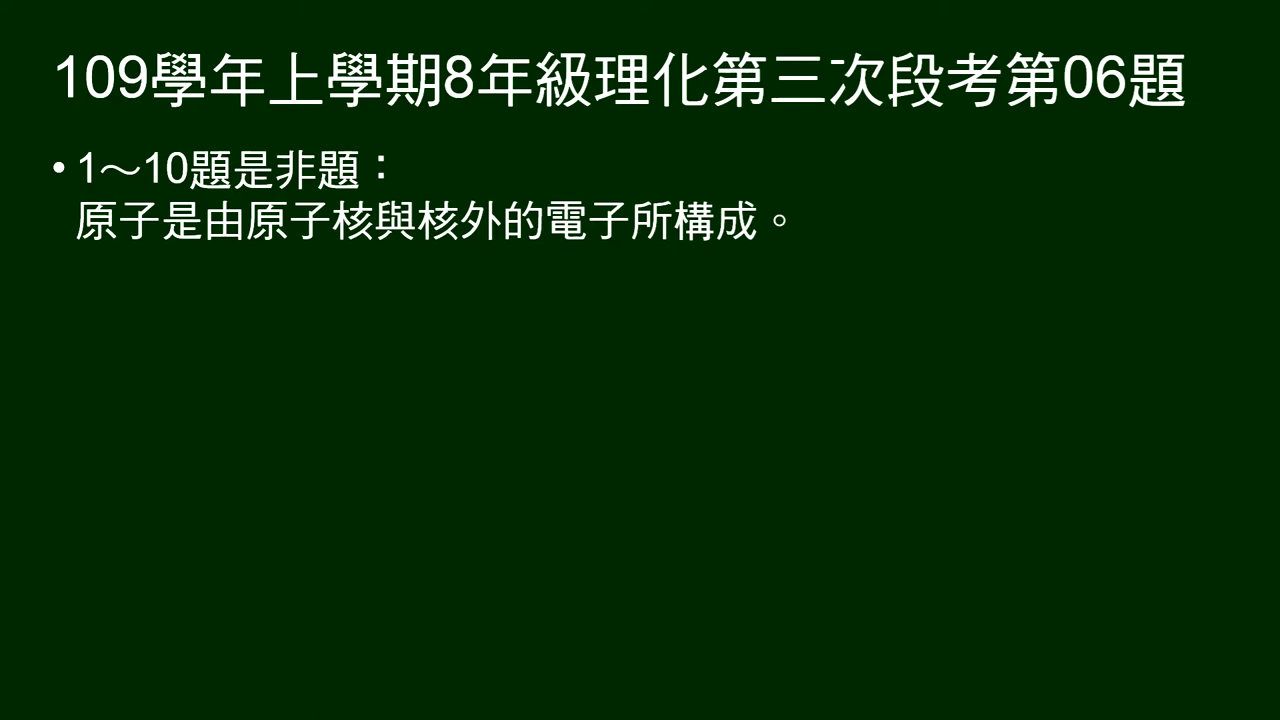 109學年上學期8年級理化第三次段考第06題
• 1～10題是非題：
原子是由原子核與核外的電子所構成。